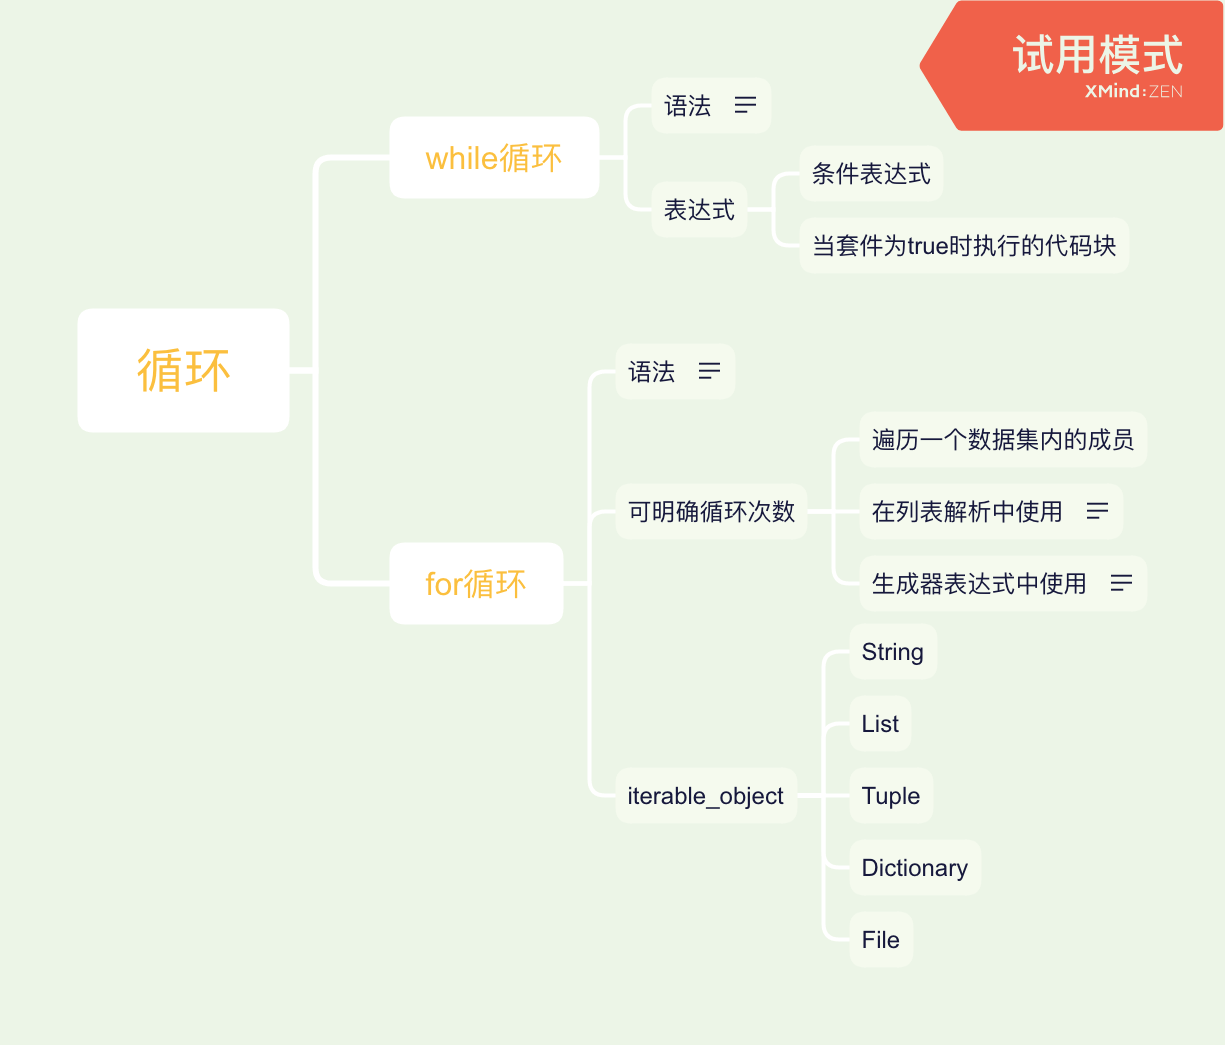 试用模式
XMind:ZEN
循环
while循环
语法
表达式
条件表达式
当套件为true时执行的代码块
for循环
语法
可明确循环次数
遍历一个数据集内的成员
在列表解析中使用
生成器表达式中使用
iterable_object
String
List
Tuple
Dictionary
File